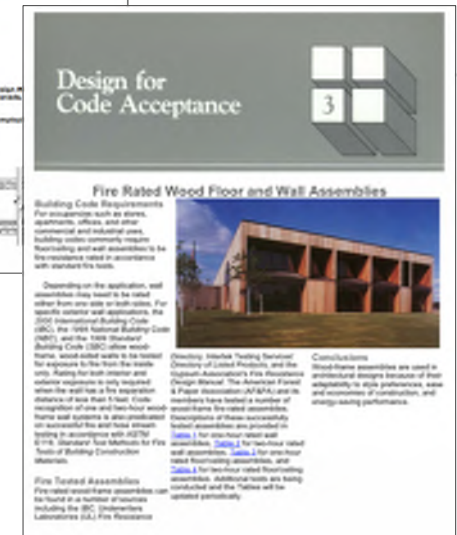 Design for
Code Acceptance
3
Fire Rated Wood Floor and Wall Assemblies
Building Code Requirements
For occupancies such as stores,
apartments, offices, and other
commercial and industrial uses,
building codes commonly require
floor/ceiling and wall assemblies to be
fire-resistance rated in accordance
with standard fire tests.
Depending on the application, wall
assemblies may need to be rated
either from one side or both sides. For
specific exterior wall applications, the
2000 International Building Code
(IBC), the 1999 National Building Code
(NBC), and the 1999 Standard
Building Code (SBC) allow wood-
frame, wood-sided walls to be tested
for exposure to fire from the inside
only. Rating for both interior and
exterior exposure is only required
when the wall has a fire separation
distance of less than 5 feet. Code
recognition of one and two-hour wood-
frame wall systems is also predicated
on successful fire and hose stream
testing in accordance with ASTM
E119, Standard Test Methods for Fire
Tests of Building Construction
Materials.
Fire Tested Assemblies
Fire-rated wood-frame assemblies can
be found in a number of sources
including the IBC, Underwriters
Laboratories (UL) Fire Resistance
Directory, Intertek Testing Services'
Directory of Listed Products, and the
Gypsum Association's Fire Resistance
Design Manual. The American Forest
& Paper Association (AF&PA) and its
members have tested a number of
wood-frame fire-rated assemblies.
Descriptions of these successfully
tested assemblies are provided in
Table 1 for one-hour rated wall
assemblies, Table 2 for two-hour rated
wall assemblies, Table 3 for one-hour
rated floor/ceiling assemblies, and
Table 4 for two-hour rated floor/ceiling
assemblies. Additional tests are being
conducted and the Tables will be
updated periodically.
Conclusions
Wood-frame assemblies are used in
architectural designs because of their
adaptability to style preferences, ease
and economies of construction, and
energy-saving performance.